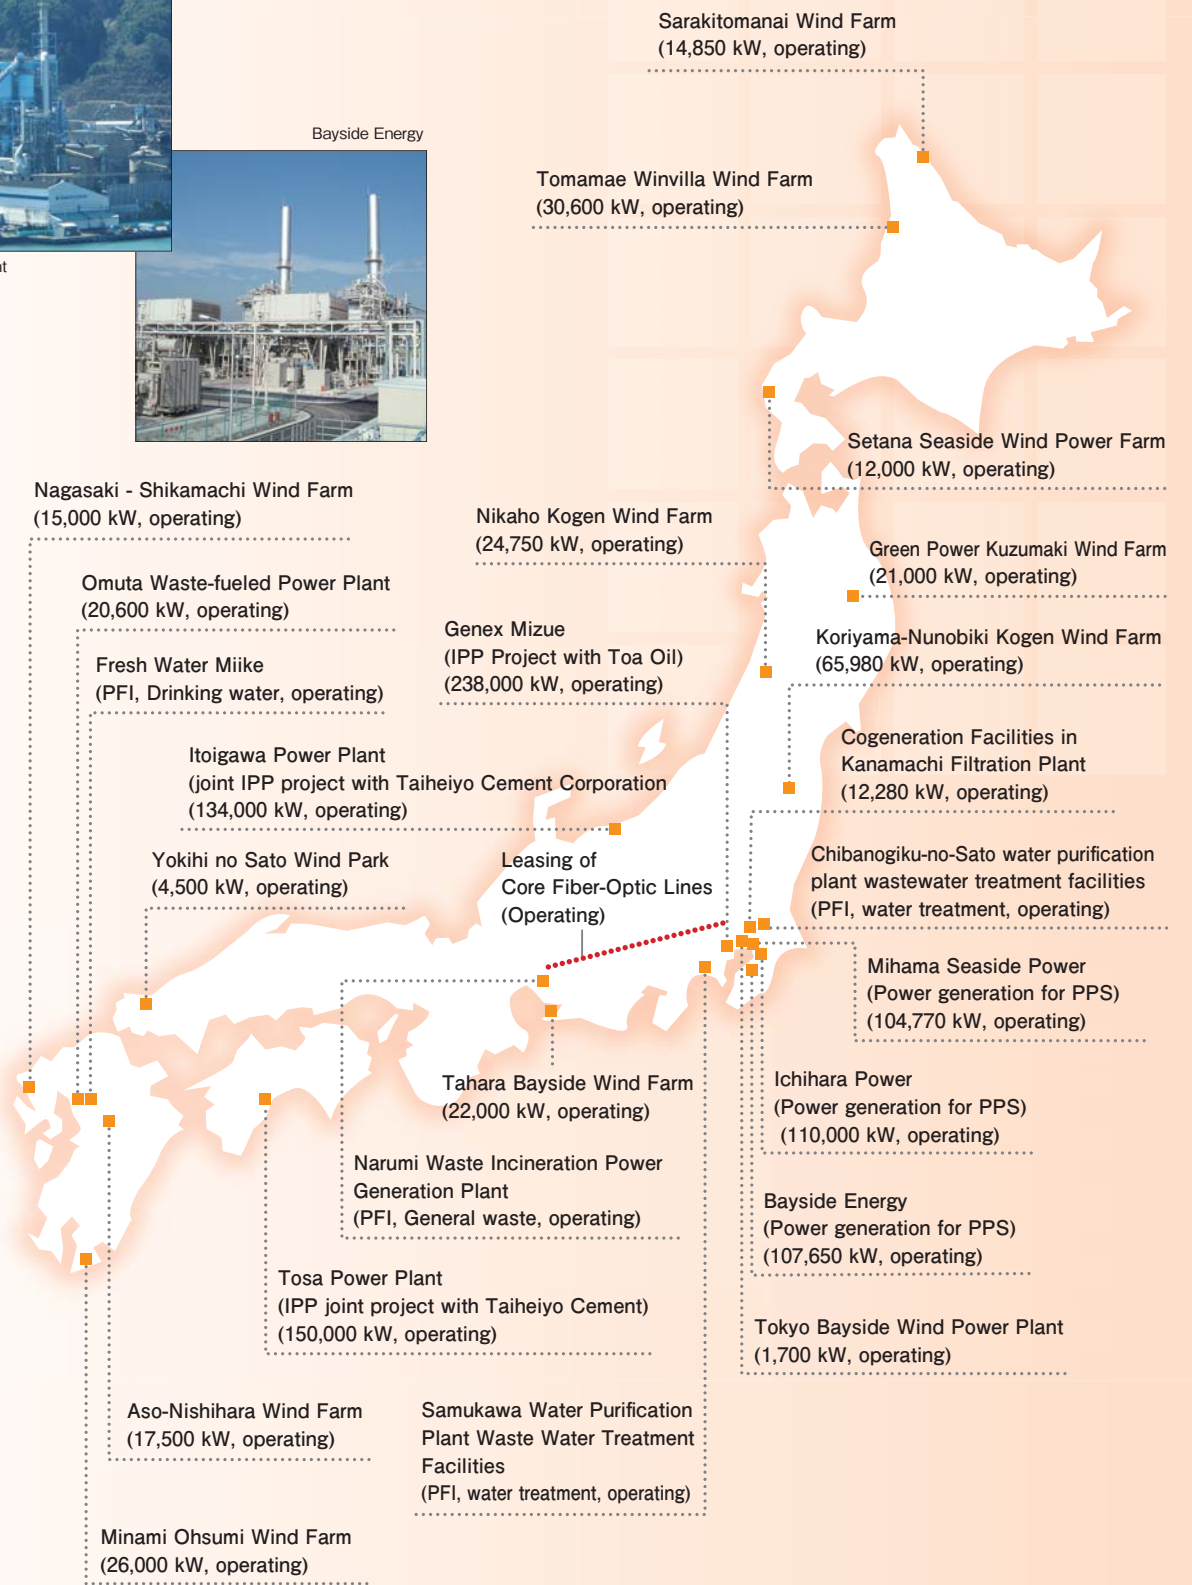 Sarakitomanai Wind Farm
(14,850 kW, operating)
Bayside Energy
Tomamae Winvilla Wind Farm
(30,600 kW, operating)
Setana Seaside Wind Power Farm
(12,000 kW, operating)
Nagasaki - Shikamachi Wind Farm
(15,000 kW, operating)
Nikaho Kogen Wind Farm
(24,750 kW, operating)
Green Power Kuzumaki Wind Farm
(21,000 kW, operating)
Omuta Waste-fueled Power Plant
(20,600 kW, operating)
Genex Mizue
(IPP Project with Toa Oil)
(238,000 kW, operating)
Koriyama-Nunobiki Kogen Wind Farm
(65,980 kW, operating)
Fresh Water Miike
(PFI, Drinking water, operating)
Itoigawa Power Plant
(joint IPP project with Taiheiyo Cement Corporation
(134,000 kW, operating)
Cogeneration Facilities in
Kanamachi Filtration Plant
(12,280 kW, operating)
Yokihi no Sato Wind Park
(4,500 kW, operating)
Leasing of
Core Fiber-Optic Lines
(Operating)
Chibanogiku-no-Sato water purification
plant wastewater treatment facilities
(PFI, water treatment, operating)
Mihama Seaside Power
(Power generation for PPS)
(104,770 kW, operating)
Tahara Bayside Wind Farm
(22,000 kW, operating)
Ichihara Power
(Power generation for PPS)
(110,000 kW, operating)
Narumi Waste Incineration Power
Generation Plant
(PFI, General waste, operating)
Bayside Energy
(Power generation for PPS)
(107,650 kW, operating)
Tosa Power Plant
(IPP joint project with Taiheiyo Cement)
(150,000 kW, operating)
Tokyo Bayside Wind Power Plant
(1,700 kW, operating)
Aso-Nishihara Wind Farm
(17,500 kW, operating)
Samukawa Water Purification
Plant Waste Water Treatment
Facilities
(PFI, water treatment, operating)
Minami Ohsumi Wind Farm
(26,000 kW, operating)